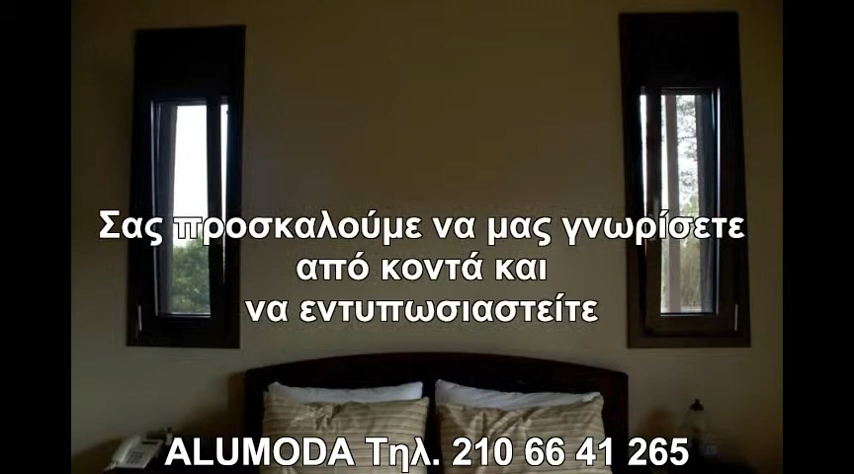 Σας προσκαλούμε να μας γνωρίσετε
από κοντά και
να εντυπωσιαστείτε
ALUMODA Τηλ. 210 66 41 265